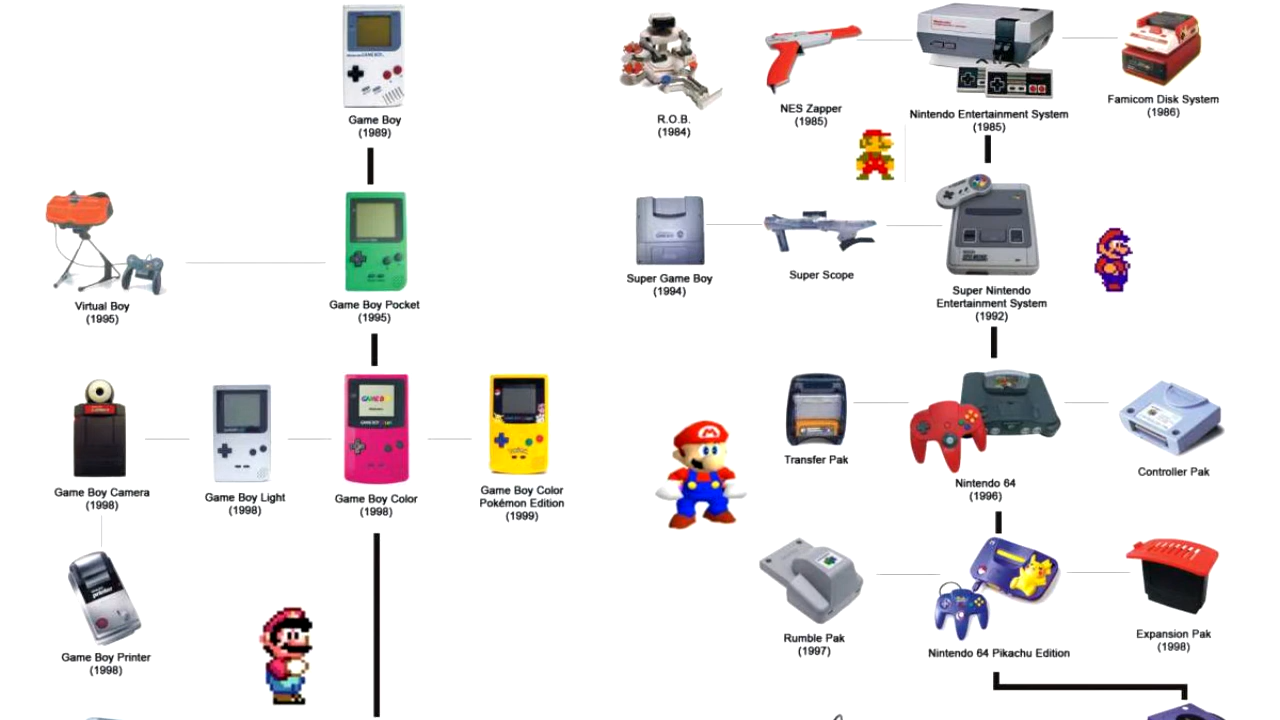 Game Boy
(1989)
R.O.B.
(1984)
NES Zapper
(1985)
Nintendo Entertainment System
(1985)
Famicom Disk System
(1986)
Virtual Boy
(1995)
Game Boy Pocket
(1995)
Super Game Boy
(1994)
Super Scope
Super Nintendo
Entertainment System
(1992)
Game Boy Camera
(1998)
Game Boy Light
(1998)
Game Boy Color
(1998)
Game Boy Color
Pokémon Edition
(1999)
Transfer Pak
Nintendo 64
(1996)
Controller Pak
Game Boy Printer
(1998)
Rumble Pak
(1997)
Nintendo 64 Pikachu Edition
Expansion Pak
(1998)